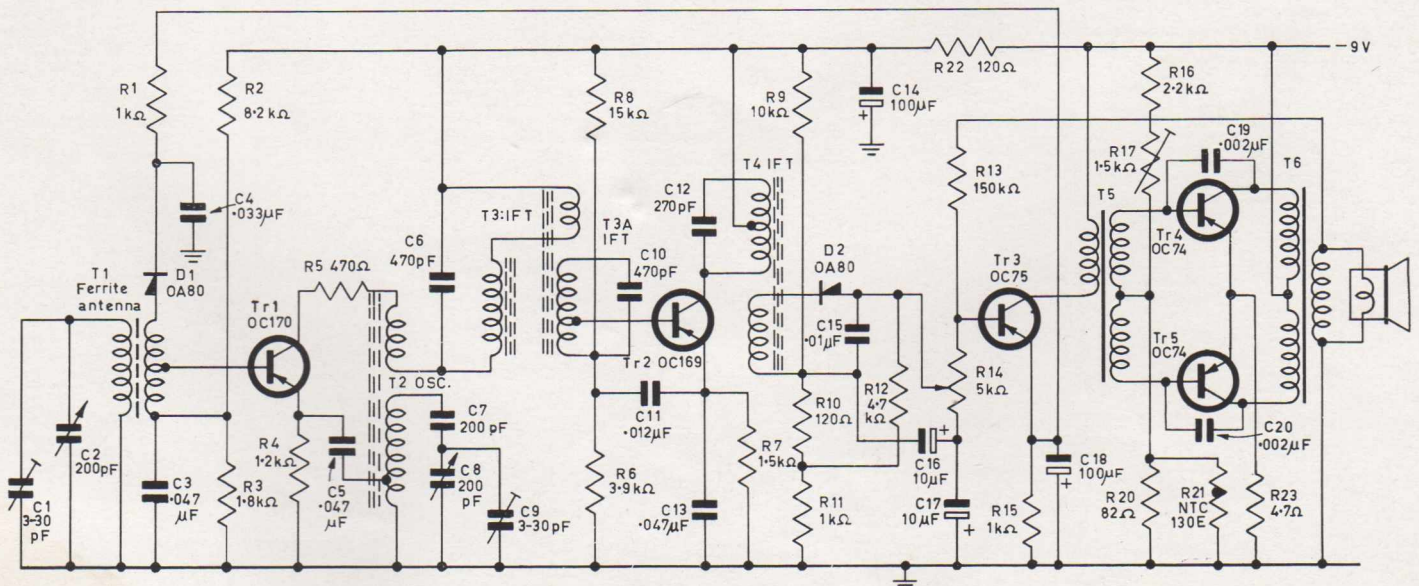 R1
1kΩ
R2
8·2kΩ
C4
·033µF
T1
Ferrite
antenna
D1
OA80
Tr1
OC170
R5 470Ω
C6
470pF
T3:IFT
R8
15kΩ
T3A
IFT
C10
470pF
C12
270pF
T4 IFT
R9
10kΩ
C14
100µF
+
R22 120Ω
−9V
R16
2·2kΩ
R17
1·5kΩ
C19
·002µF
T6
R13
150kΩ
T5
Tr4
OC74
D2
OA80
Tr3
OC75
Tr2 OC169
C15
·01µF
R14
5kΩ
Tr5
OC74
C20
·002µF
T2 OSC.
C7
200pF
C8
200
pF
C9
3-30pF
C11
·012µF
R12
4·7
kΩ
R10
120Ω
R7
1·5kΩ
C16
10µF
+
C17
10µF
+
C18
100µF
+
C2
200pF
C1
3-30
pF
C3
·047
µF
R4
1·2kΩ
R3
1·8kΩ
C5
·047
µF
R6
3·9kΩ
C13
·047µF
R11
1kΩ
R15
1kΩ
R20
82Ω
R21
NTC
130E
R23
4·7Ω